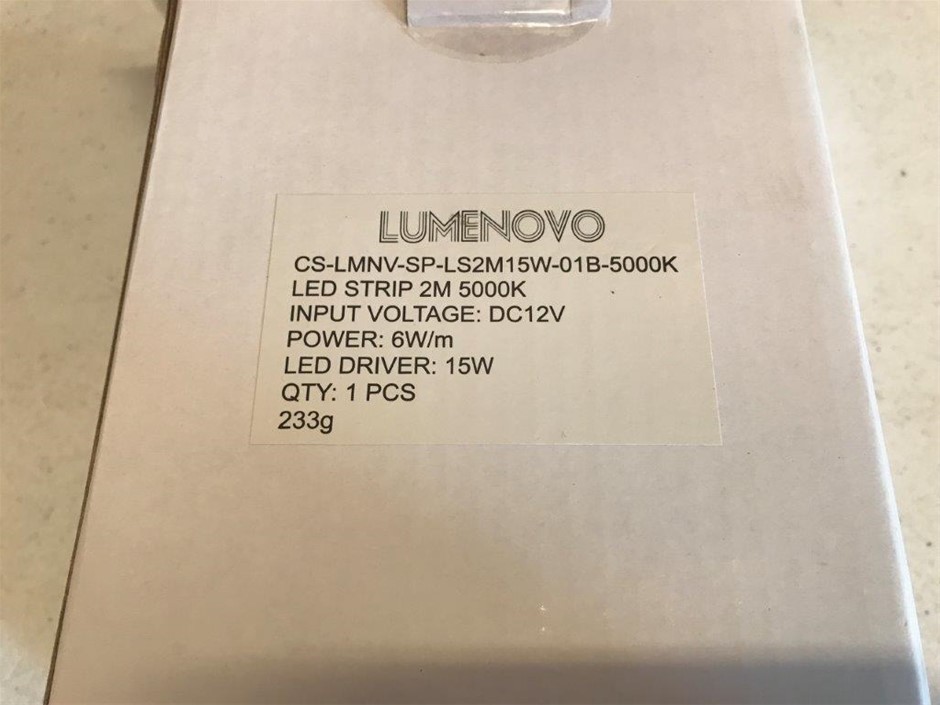 LUMENOVO
CS-LMNV-SP-LS2M15W-01B-5000K
LED STRIP 2M 5000K
INPUT VOLTAGE: DC12V
POWER: 6W/m
LED DRIVER: 15W
QTY: 1 PCS
233g